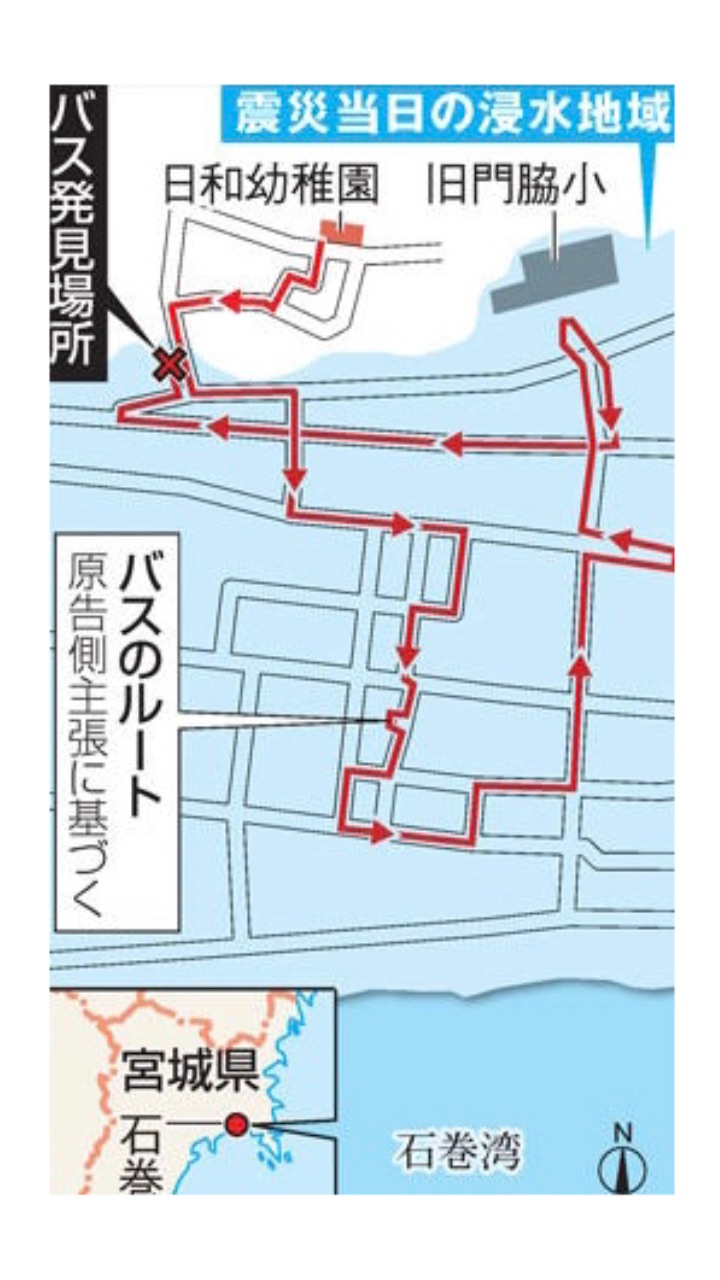 震災当日の浸水地域
バス発見場所
日和幼稚園
旧門脇小
バスのルート
原告側主張に基づく
宮城県
石巻
石巻湾
N